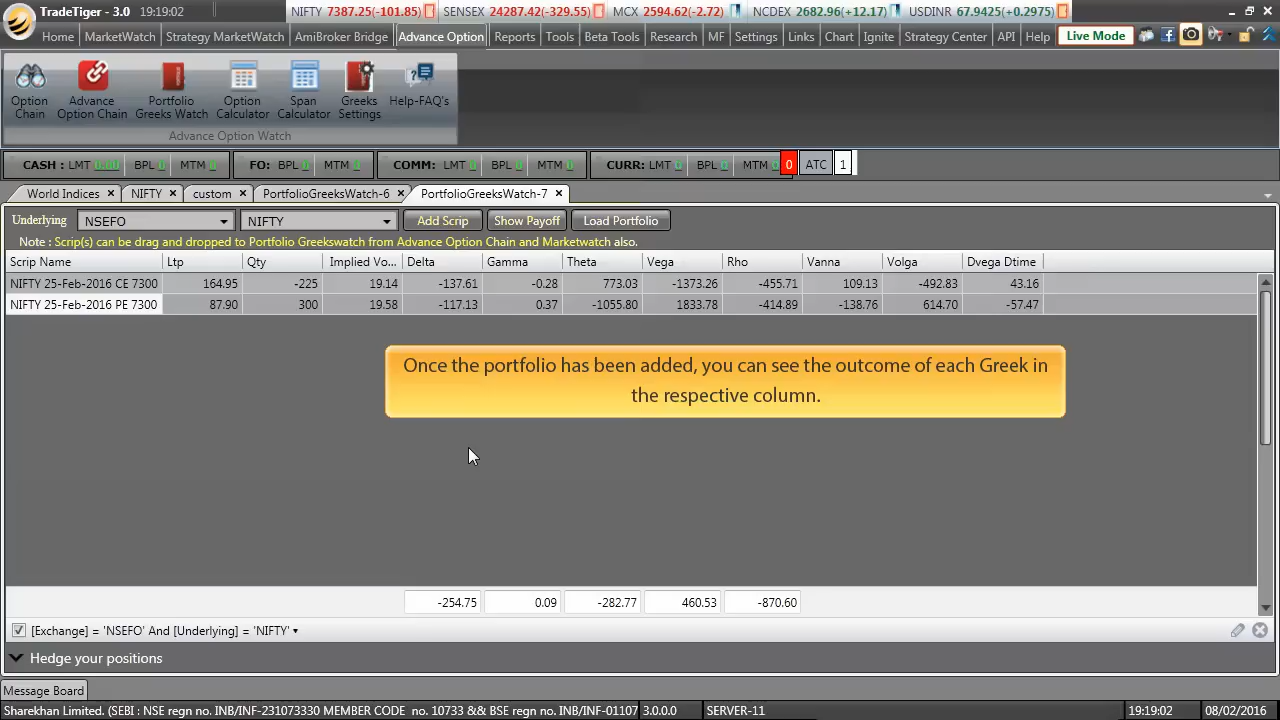 TradeTiger - 3.0 19:19:02 NIFTY 7387.25(-101.85) SENSEX 24287.42(-329.55) MCX 2594.62(-2.72) NCDEX 2682.96(+12.17) USDINR 67.9425(+0.2975)
Home MarketWatch Strategy MarketWatch AmiBroker Bridge Advance Option Reports Tools Beta Tools Research MF Settings Links Chart Ignite Strategy Center API Help Live Mode
Option Chain
Advance Option Chain
Portfolio Greeks Watch
Option Calculator
Span Calculator
Greeks Settings
Help-FAQ's
Advance Option Watch
CASH : LMT 0.00 BPL 0 MTM 0 FO: BPL 0 MTM 0 COMM: LMT 0 BPL 0 MTM 0 CURR: LMT 0 BPL 0 MTM 0 0 ATC 1
World Indices NIFTY custom PortfolioGreeksWatch-6 PortfolioGreeksWatch-7
Underlying NSEFO NIFTY Add Scrip Show Payoff Load Portfolio
Note : Scrip(s) can be drag and dropped to Portfolio Greekswatch from Advance Option Chain and Marketwatch also.
Scrip Name Ltp Qty Implied Vo... Delta Gamma Theta Vega Rho Vanna Volga Dvega Dtime
NIFTY 25-Feb-2016 CE 7300 164.95 -225 19.14 -137.61 -0.28 773.03 -1373.26 -455.71 109.13 -492.83 43.16
NIFTY 25-Feb-2016 PE 7300 87.90 300 19.58 -117.13 0.37 -1055.80 1833.78 -414.89 -138.76 614.70 -57.47
Once the portfolio has been added, you can see the outcome of each Greek in
the respective column.
-254.75 0.09 -282.77 460.53 -870.60
[Exchange] = 'NSEFO' And [Underlying] = 'NIFTY'
Hedge your positions
Message Board
Sharekhan Limited. (SEBI : NSE regn no. INB/INF-231073330 MEMBER CODE no. 10733 && BSE regn no. INB/INF-01107 3.0.0.0 SERVER-11 19:19:02 08/02/2016